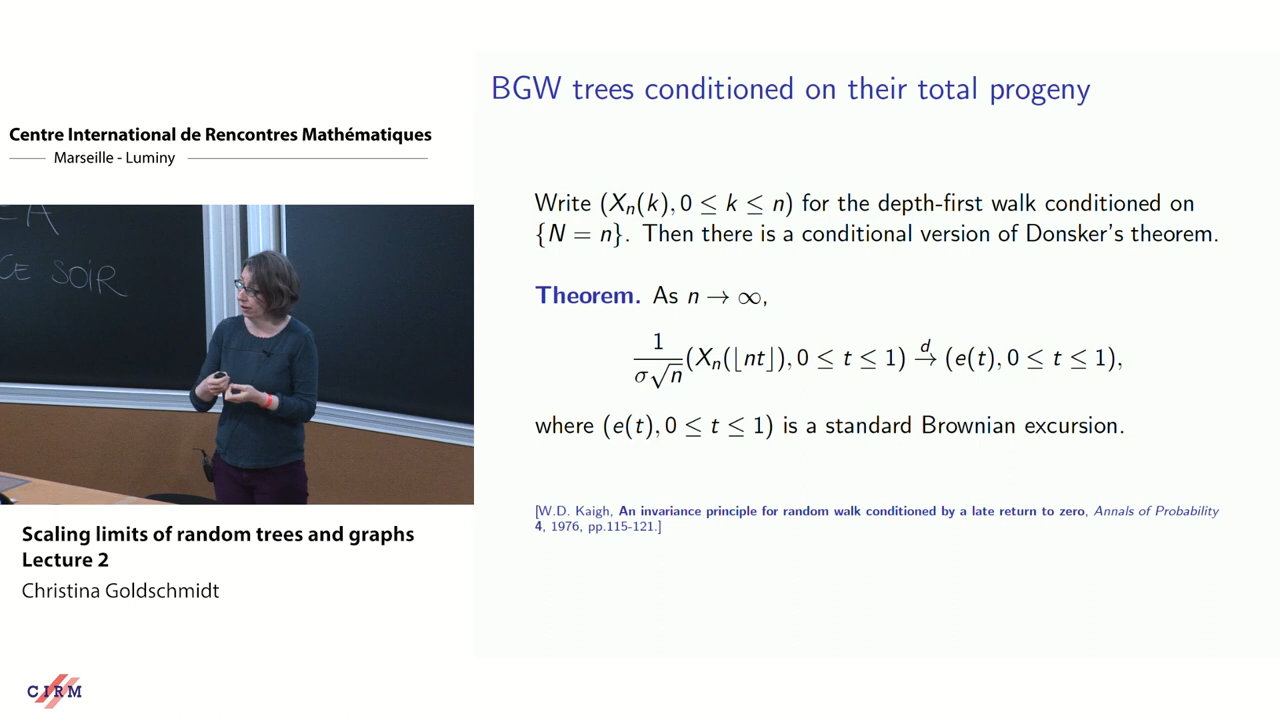 Centre International de Rencontres Mathématiques
Marseille - Luminy
CE SOIR
Scaling limits of random trees and graphs
Lecture 2
Christina Goldschmidt
CIRM
BGW trees conditioned on their total progeny
Write (Xₙ(k), 0 ≤ k ≤ n) for the depth-first walk conditioned on
{N = n}. Then there is a conditional version of Donsker's theorem.
Theorem. As n → ∞,
1/(σ√n) (Xₙ(⌊nt⌋), 0 ≤ t ≤ 1) →ᵈ (e(t), 0 ≤ t ≤ 1),
where (e(t), 0 ≤ t ≤ 1) is a standard Brownian excursion.
[W.D. Kaigh, An invariance principle for random walk conditioned by a late return to zero, Annals of Probability
4, 1976, pp.115-121.]